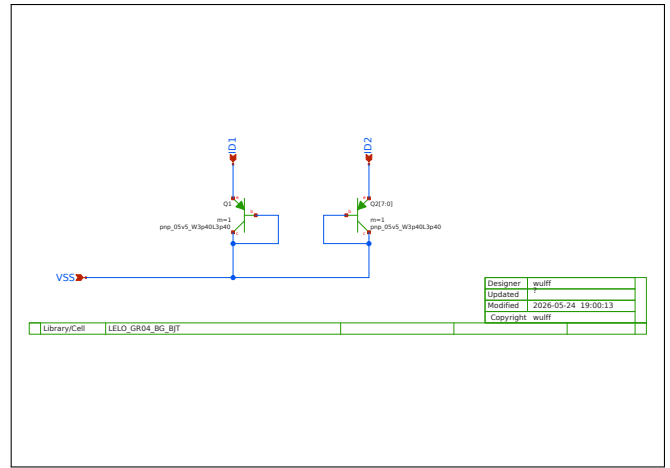 ID1
ID2
Q1
e
b
m=1
pnp_05v5_W3p40L3p40
c
e
Q2[7:0]
b
m=1
pnp_05v5_W3p40L3p40
c
VSS
Designer wulff
Updated ?
Modified 2026-05-24 19:00:13
Copyright wulff
Library/Cell LELO_GR04_BG_BJT